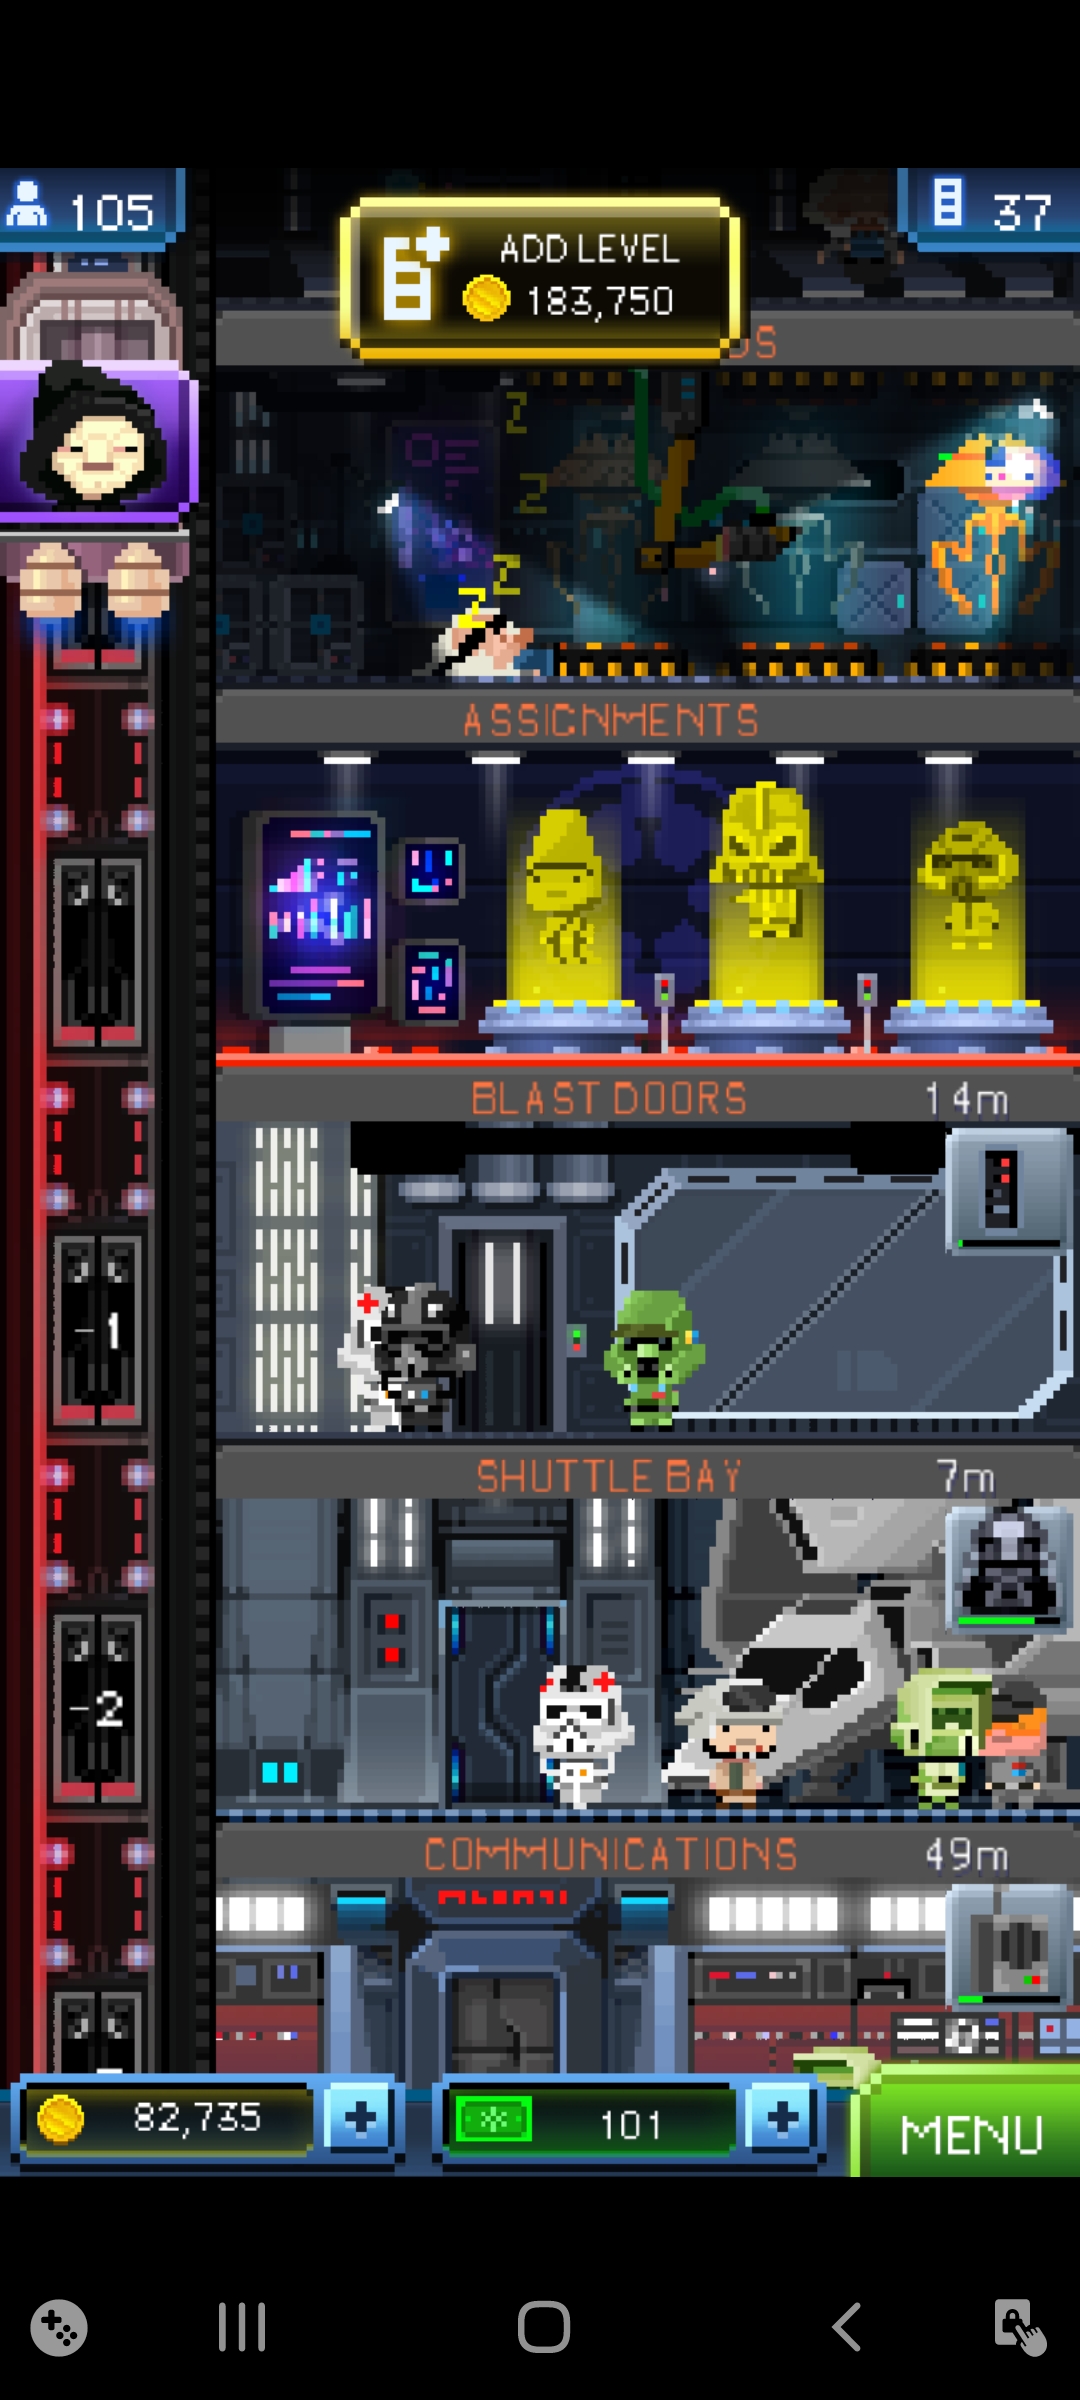 105
ADD LEVEL
183,750
37
DS
Z
Z
Z
Z
ASSIGNMENTS
BLAST DOORS 14m
-1
SHUTTLE BAY 7m
-2
COMMUNICATIONS 49m
82,735
101
MENU